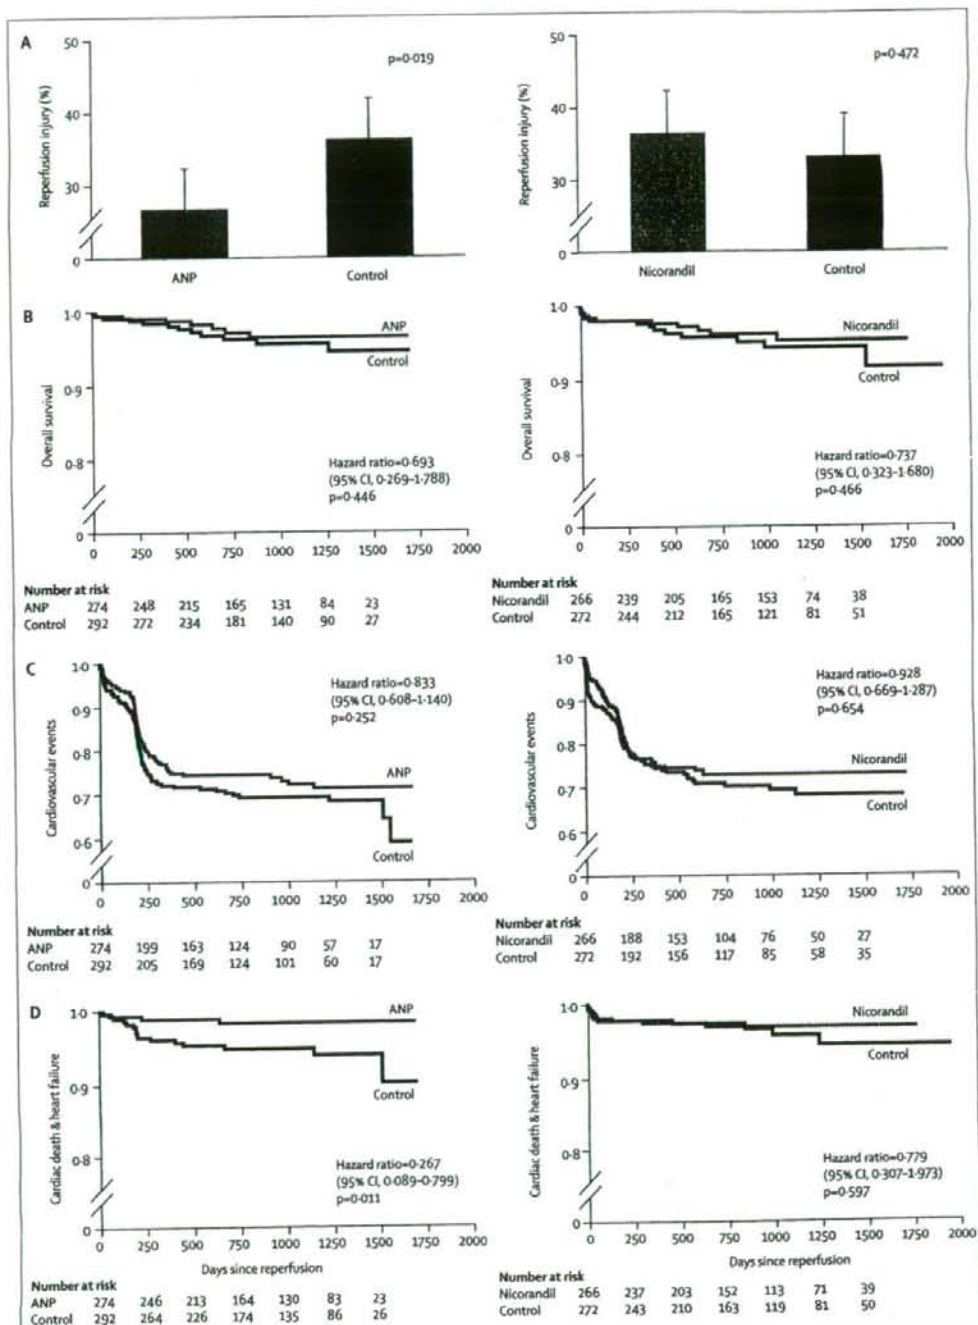 A
50
40
30
0
Reperfusion injury (%)
p=0·019
ANP
Control
50
40
30
0
Reperfusion injury (%)
p=0·472
Nicorandil
Control
B
1·0
0·9
0·8
0
Overall survival
ANP
Control
Hazard ratio=0·693
(95% CI, 0·269–1·788)
p=0·446
0 250 500 750 1000 1250 1500 1750 2000
Number at risk
ANP 274 248 215 165 131 84 23
Control 292 272 234 181 140 90 27
1·0
0·9
0·8
0
Overall survival
Nicorandil
Control
Hazard ratio=0·737
(95% CI, 0·323–1·680)
p=0·466
0 250 500 750 1000 1250 1500 1750 2000
Number at risk
Nicorandil 266 239 205 165 153 74 38
Control 272 244 212 165 121 81 51
C
1·0
0·9
0·8
0·7
0·6
0
Cardiovascular events
Hazard ratio=0·833
(95% CI, 0·608–1·140)
p=0·252
ANP
Control
0 250 500 750 1000 1250 1500 1750 2000
Number at risk
ANP 274 199 163 124 90 57 17
Control 292 205 169 124 101 60 17
1·0
0·9
0·8
0·7
0·6
0
Cardiovascular events
Hazard ratio=0·928
(95% CI, 0·669–1·287)
p=0·654
Nicorandil
Control
0 250 500 750 1000 1250 1500 1750 2000
Number at risk
Nicorandil 266 188 153 104 76 50 27
Control 272 192 156 117 85 58 35
D
1·0
0·9
0·8
0
Cardiac death & heart failure
ANP
Control
Hazard ratio=0·267
(95% CI, 0·089–0·799)
p=0·011
0 250 500 750 1000 1250 1500 1750 2000
Days since reperfusion
Number at risk
ANP 274 246 213 164 130 83 23
Control 292 264 226 174 135 86 26
1·0
0·9
0·8
0
Cardiac death & heart failure
Nicorandil
Control
Hazard ratio=0·779
(95% CI, 0·307–1·973)
p=0·597
0 250 500 750 1000 1250 1500 1750 2000
Days since reperfusion
Number at risk
Nicorandil 266 237 203 152 113 71 39
Control 272 243 210 163 119 81 50